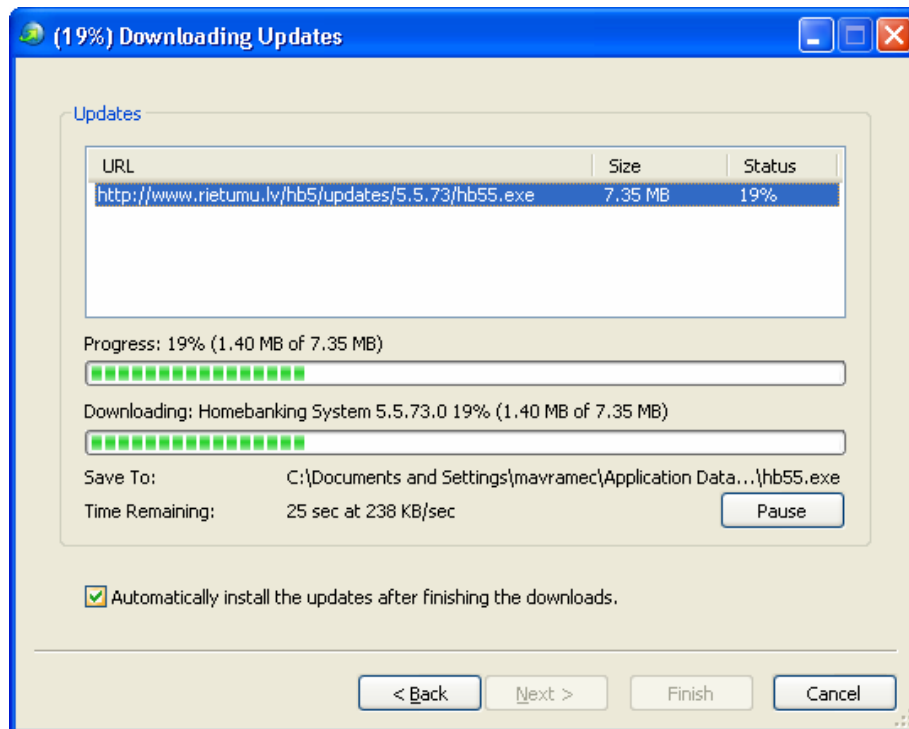 (19%) Downloading Updates
Updates
URL Size Status
http://www.rietumu.lv/hb5/updates/5.5.73/hb55.exe 7.35 MB 19%
Progress: 19% (1.40 MB of 7.35 MB)
Downloading: Homebanking System 5.5.73.0 19% (1.40 MB of 7.35 MB)
Save To: C:\Documents and Settings\mavramec\Application Data...\hb55.exe
Time Remaining: 25 sec at 238 KB/sec Pause
Automatically install the updates after finishing the downloads.
< Back Next > Finish Cancel